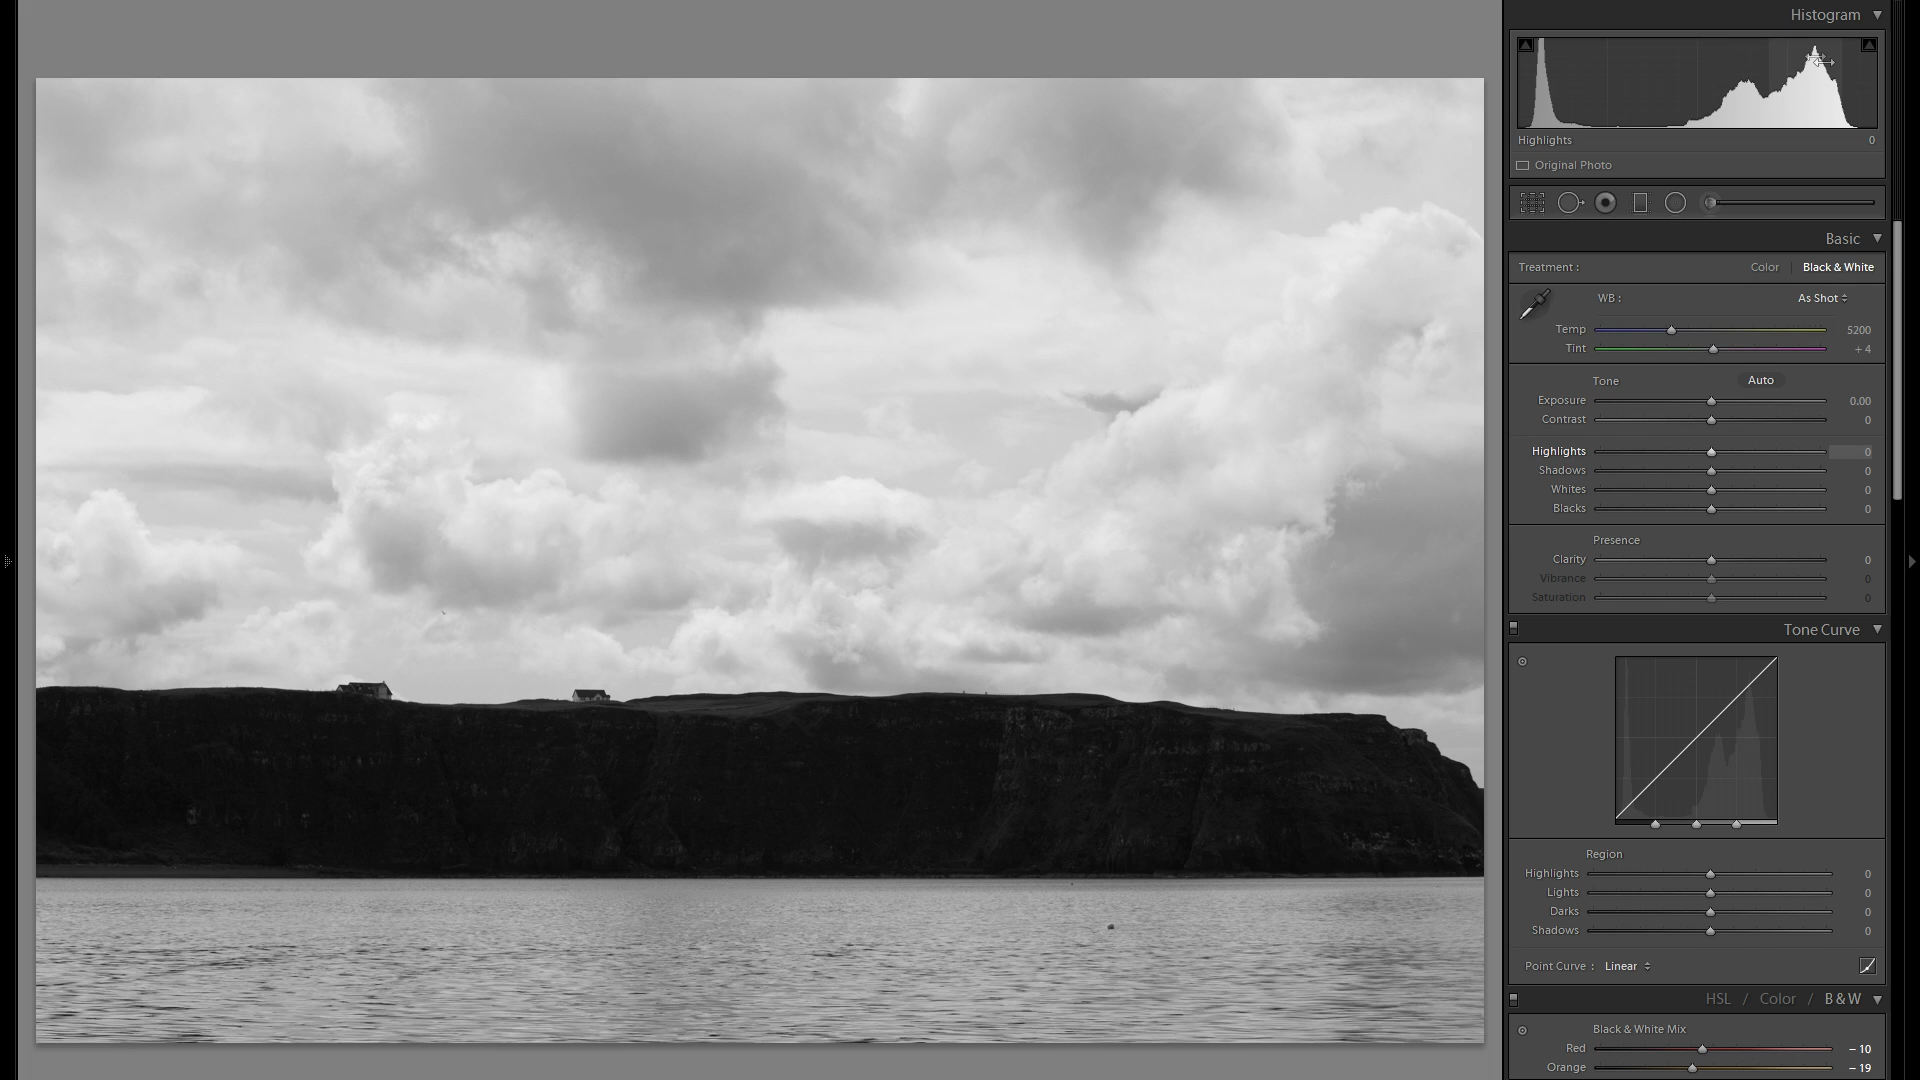 Histogram
Highlights 0
Original Photo
Basic
Treatment : Color | Black & White
WB : As Shot
Temp 5200
Tint + 4
Tone Auto
Exposure 0.00
Contrast 0
Highlights 0
Shadows 0
Whites 0
Blacks 0
Presence
Clarity 0
Vibrance 0
Saturation 0
Tone Curve
Region
Highlights 0
Lights 0
Darks 0
Shadows 0
Point Curve : Linear
HSL / Color / B & W
Black & White Mix
Red – 10
Orange – 19